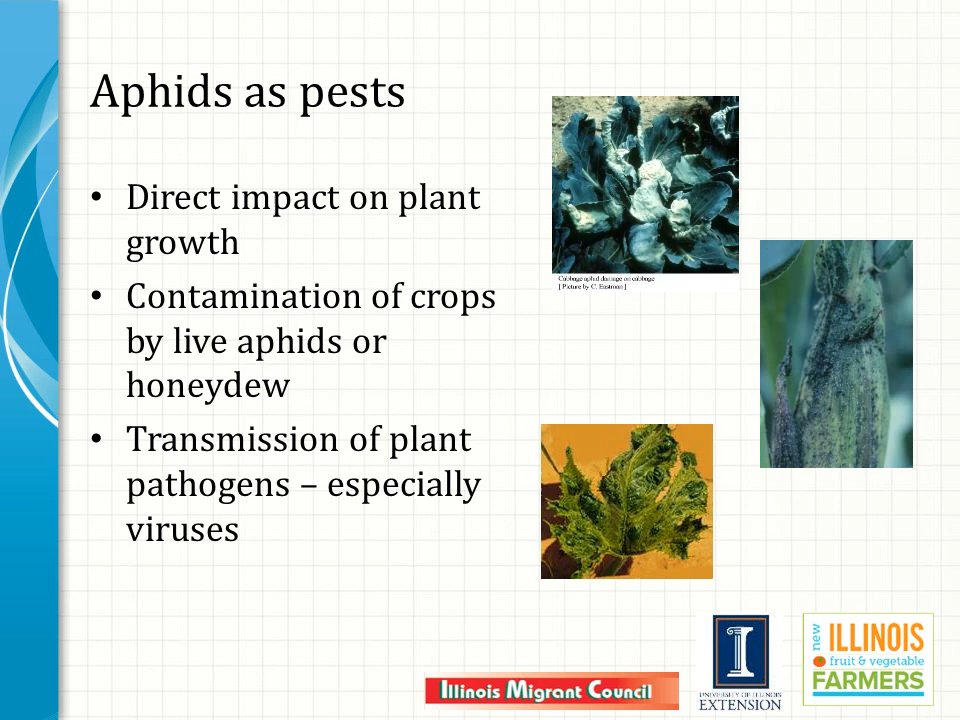 Aphids as pests
• Direct impact on plant
growth
• Contamination of crops
by live aphids or
honeydew
• Transmission of plant
pathogens – especially
viruses
Cabbage aphid damage on cabbage
[ Picture by C. Eastman ]
Illinois Migrant Council
I
UNIVERSITY OF ILLINOIS
EXTENSION
new
ILLINOIS
fruit & vegetable
FARMERS